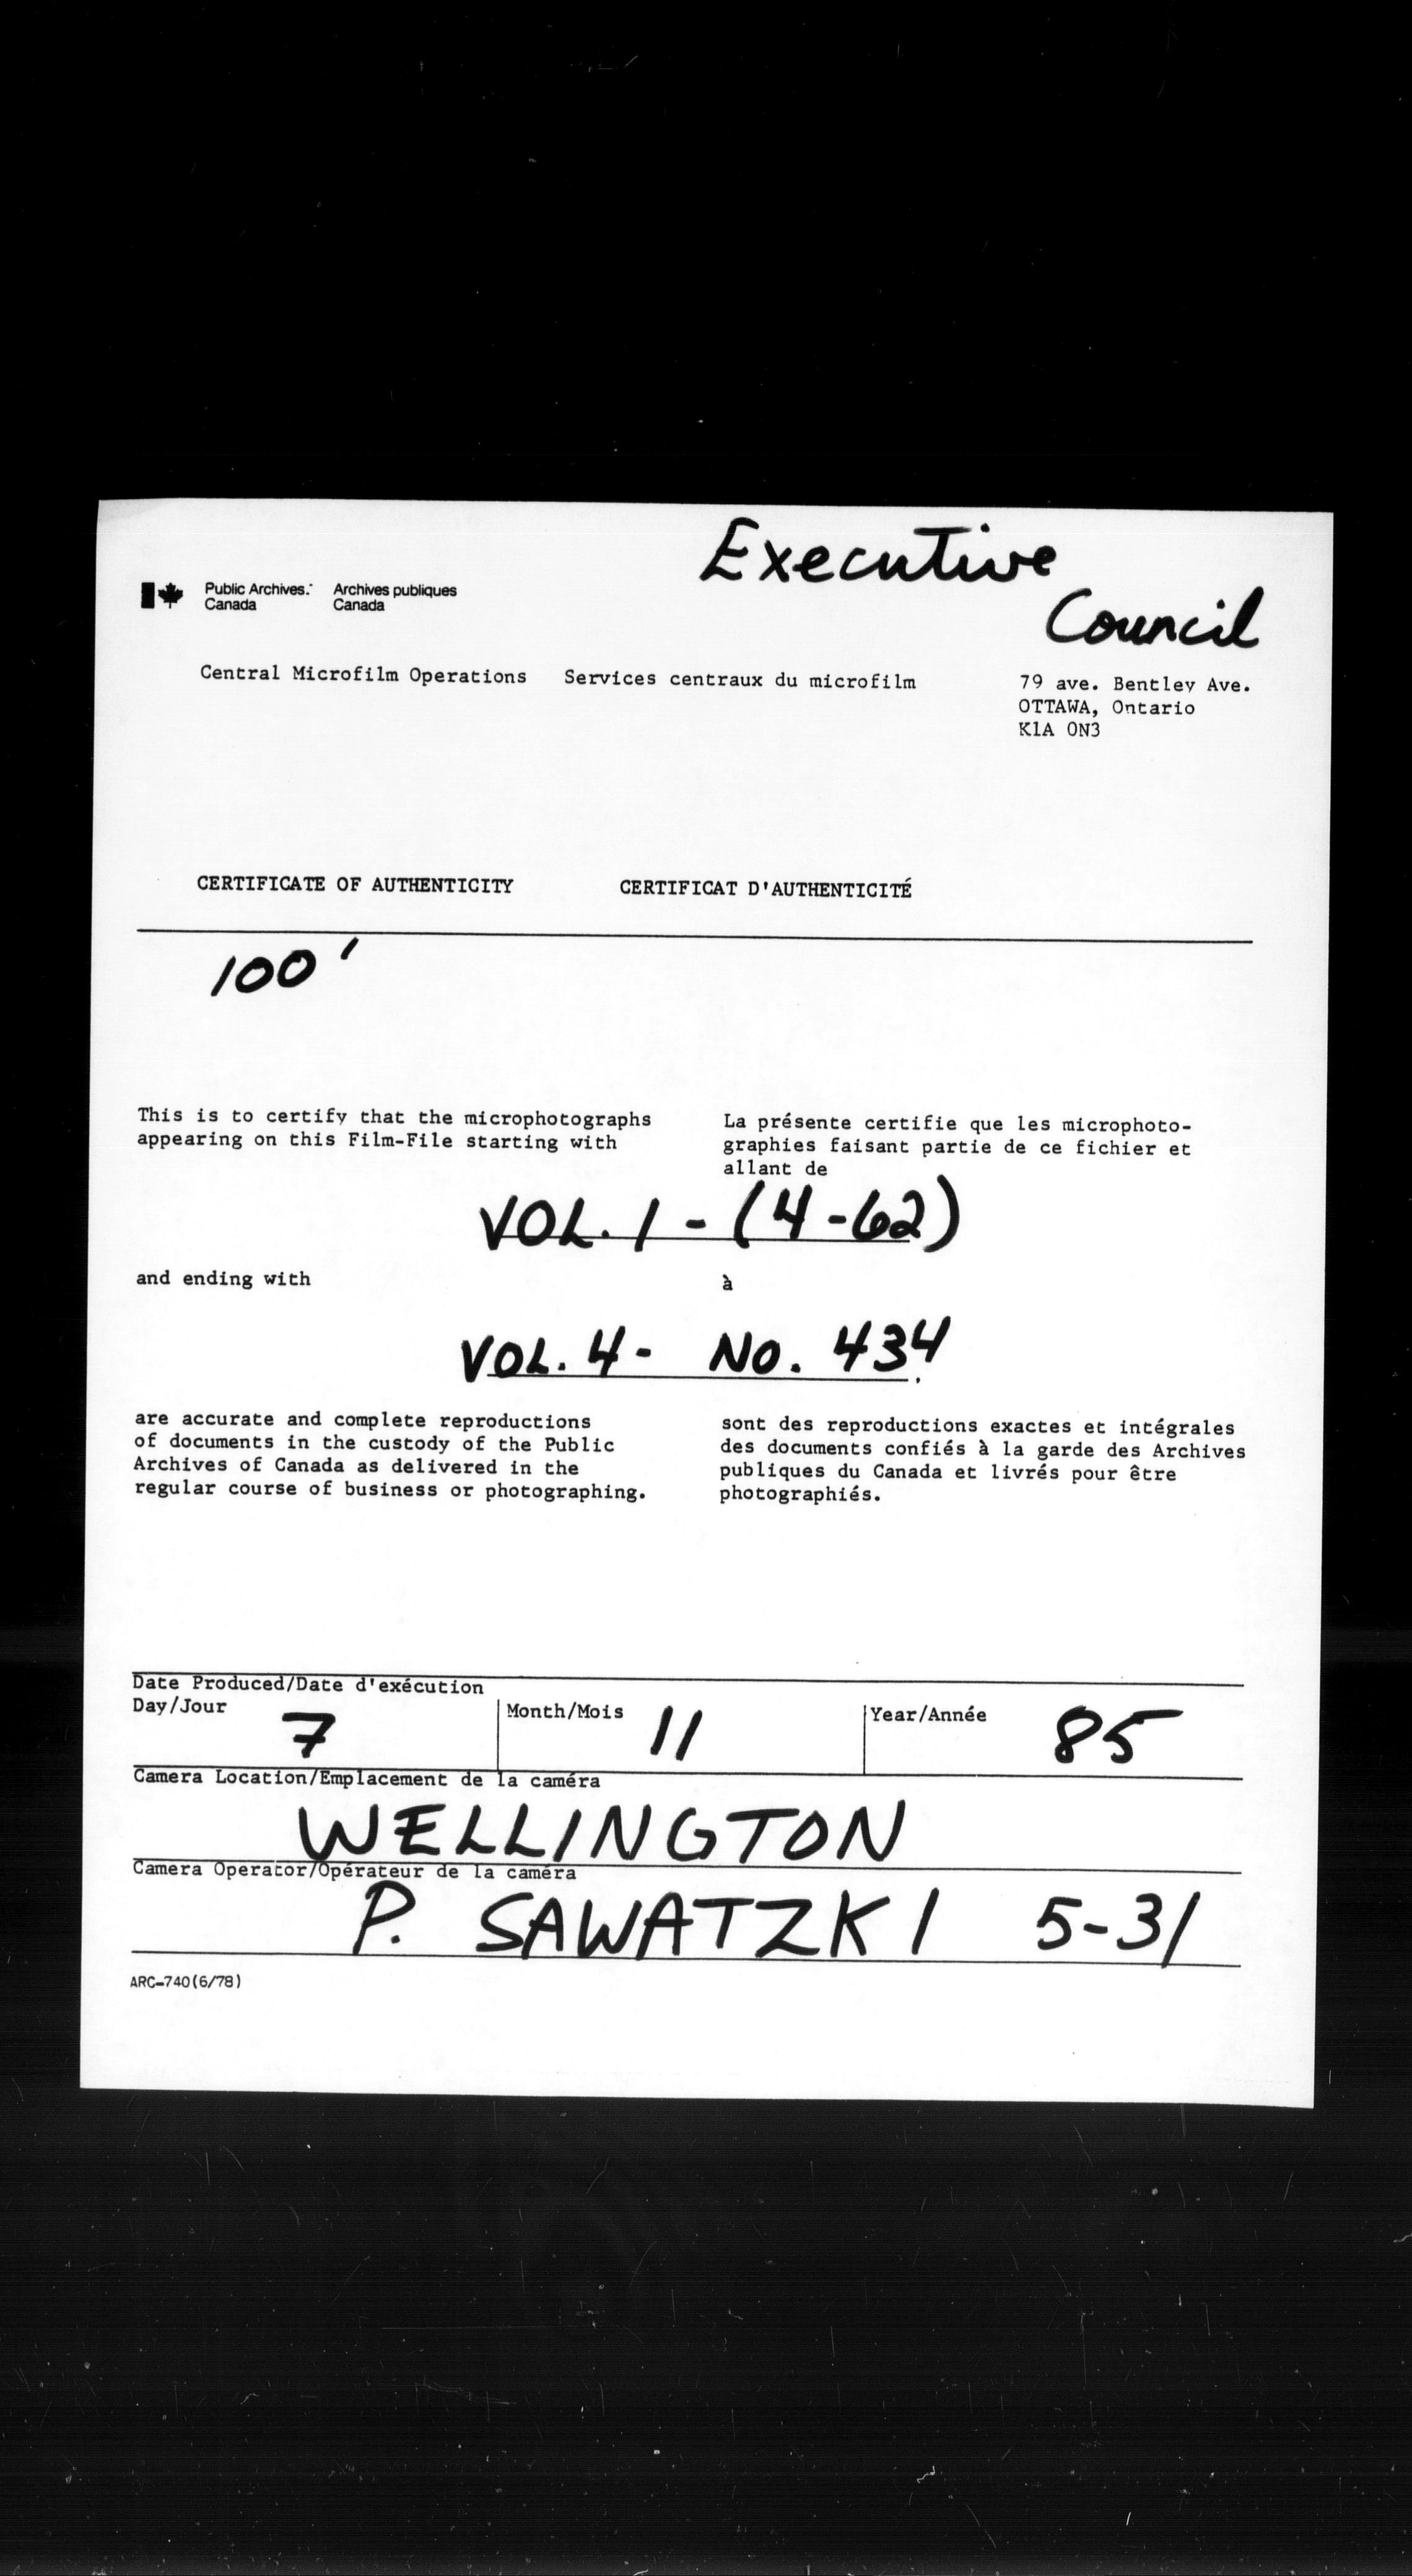 Executive
Council
Public Archives Archives publiques
Canada Canada
Central Microfilm Operations Services centraux du microfilm
79 ave. Bentley Ave.
OTTAWA, Ontario
K1A 0N3
CERTIFICATE OF AUTHENTICITY CERTIFICAT D'AUTHENTICITÉ
100'
This is to certify that the microphotographs
appearing on this Film-File starting with
La présente certifie que les microphoto-
graphies faisant partie de ce fichier et
allant de
VOL. 1 - (4-62)
and ending with à
VOL. 4 - NO. 434
are accurate and complete reproductions
of documents in the custody of the Public
Archives of Canada as delivered in the
regular course of business or photographing.
sont des reproductions exactes et intégrales
des documents confiés à la garde des Archives
publiques du Canada et livrés pour être
photographiés.
Date Produced/Date d'exécution
Day/Jour 7 Month/Mois 11 Year/Année 85
Camera Location/Emplacement de la caméra
WELLINGTON
Camera Operator/Opérateur de la caméra
P. SAWATZKI 5-31
ARC-740(6/78)